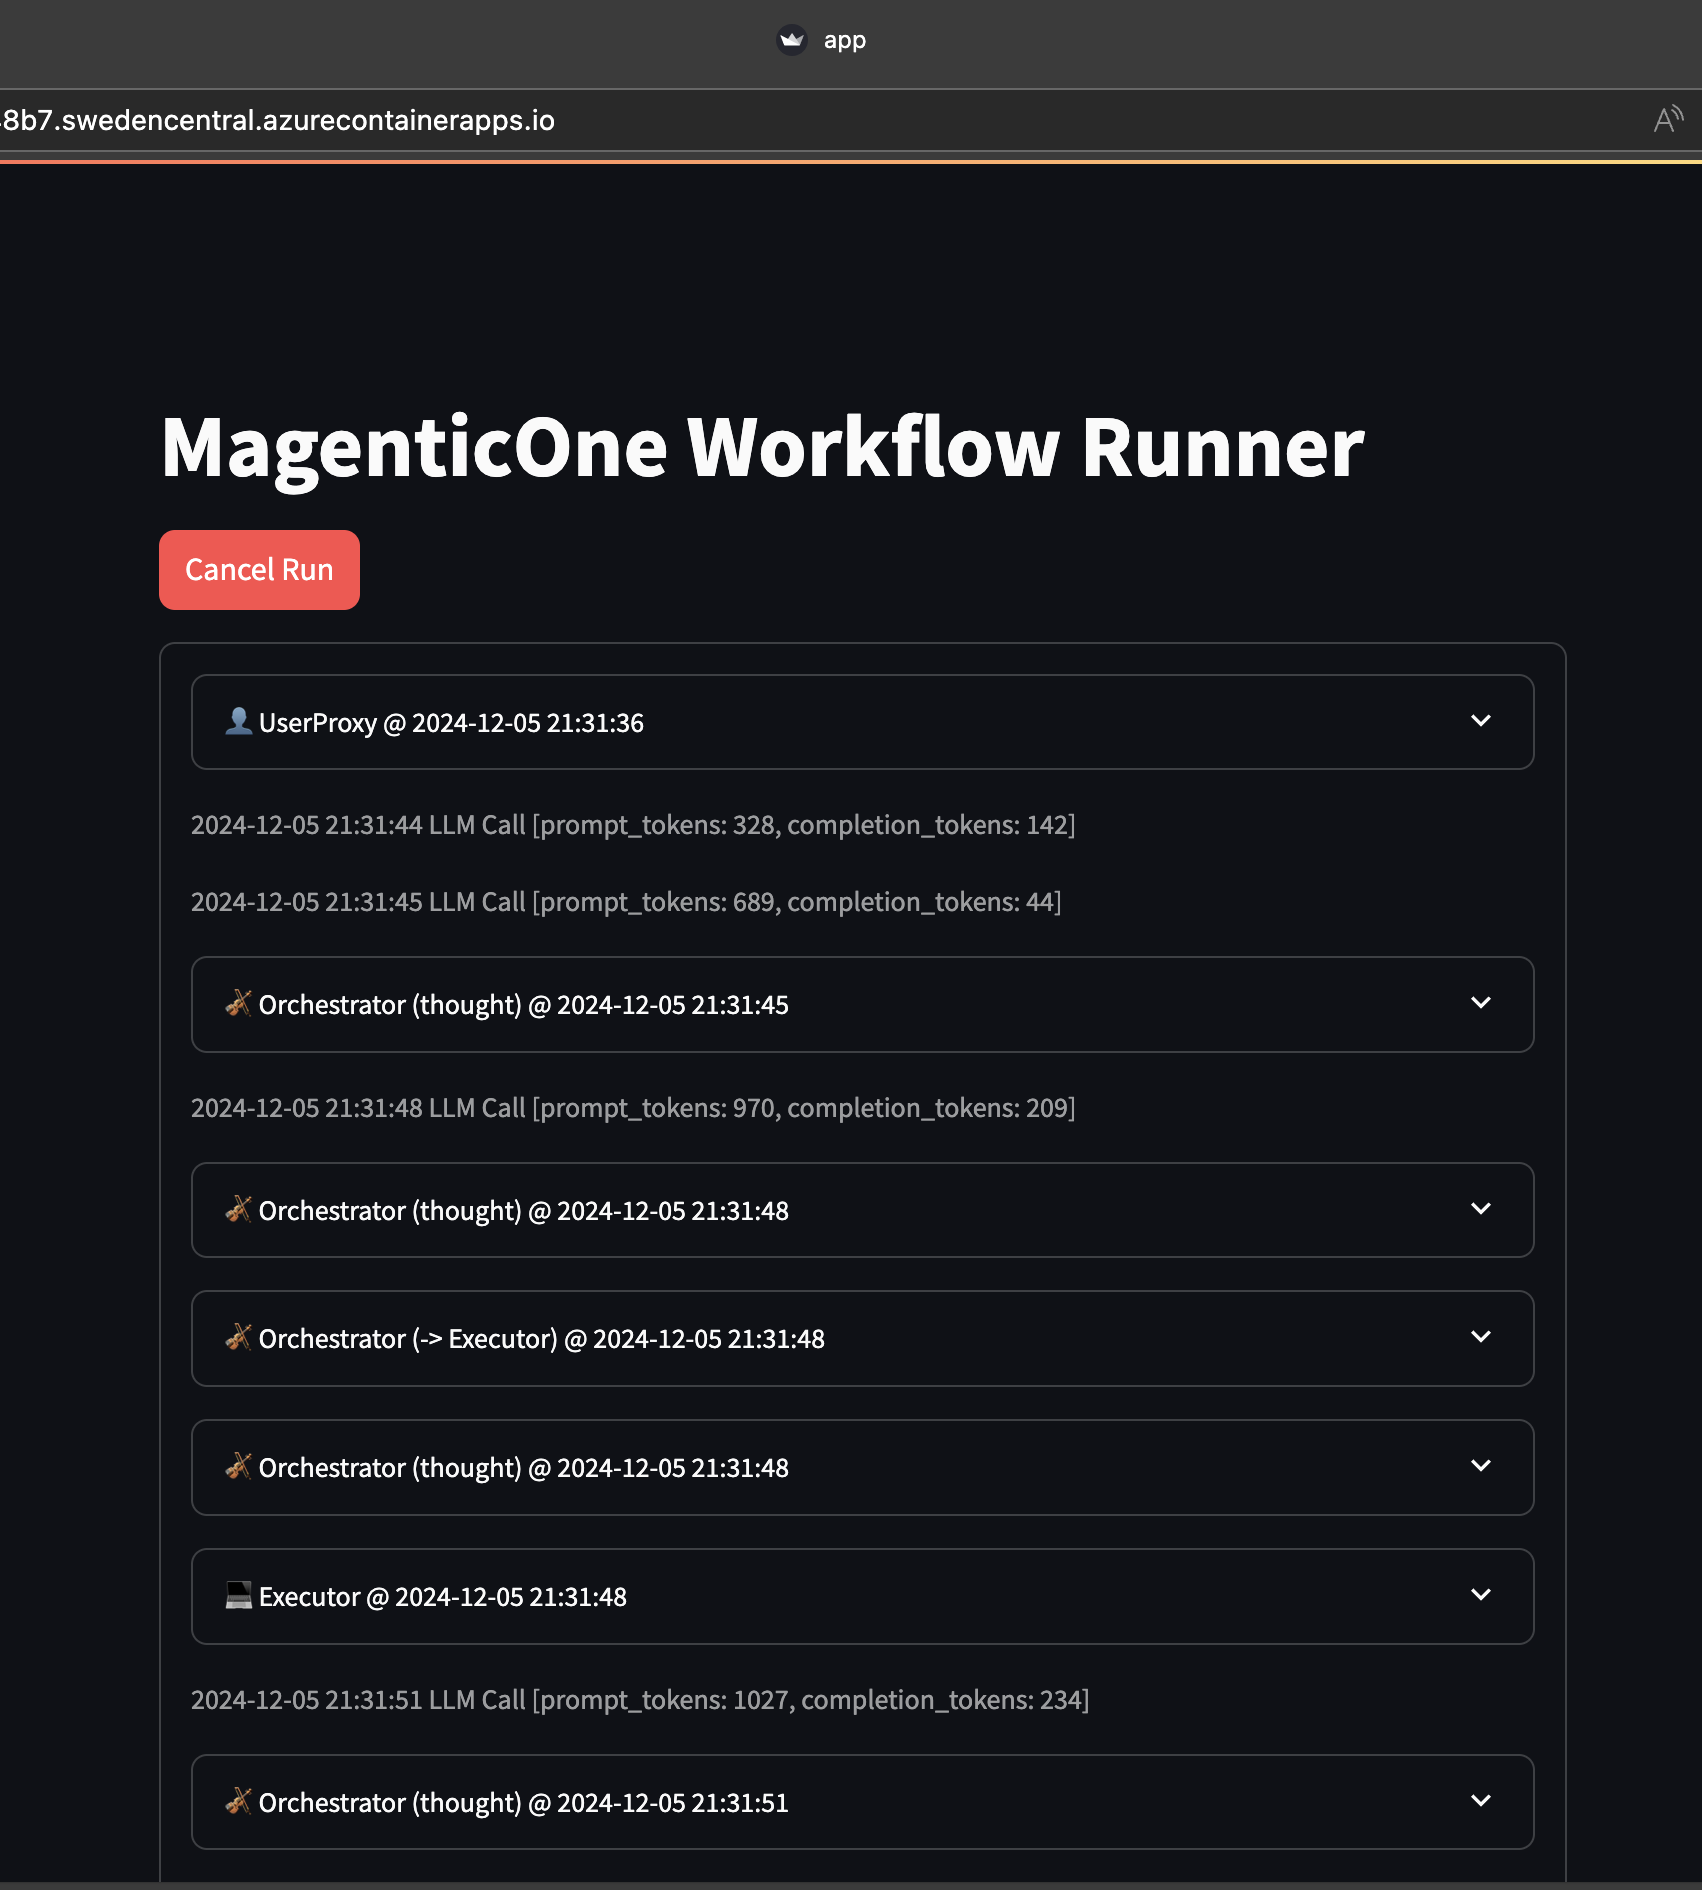 app
8b7.swedencentral.azurecontainerapps.io
MagenticOne Workflow Runner
Cancel Run
UserProxy @ 2024-12-05 21:31:36
2024-12-05 21:31:44 LLM Call [prompt_tokens: 328, completion_tokens: 142]
2024-12-05 21:31:45 LLM Call [prompt_tokens: 689, completion_tokens: 44]
Orchestrator (thought) @ 2024-12-05 21:31:45
2024-12-05 21:31:48 LLM Call [prompt_tokens: 970, completion_tokens: 209]
Orchestrator (thought) @ 2024-12-05 21:31:48
Orchestrator (-> Executor) @ 2024-12-05 21:31:48
Orchestrator (thought) @ 2024-12-05 21:31:48
Executor @ 2024-12-05 21:31:48
2024-12-05 21:31:51 LLM Call [prompt_tokens: 1027, completion_tokens: 234]
Orchestrator (thought) @ 2024-12-05 21:31:51